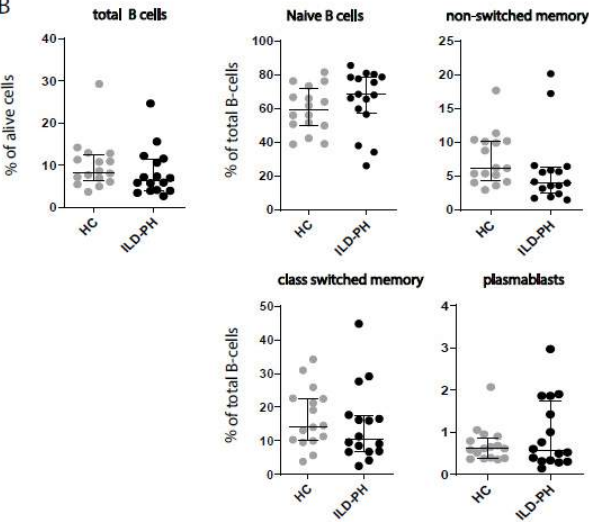 B
total B cells
% of alive cells
40
30
20
10
0
HC
ILD-PH
Naive B cells
% of total B-cells
100
80
60
40
20
0
HC
ILD-PH
non-switched memory
25
20
15
10
5
0
HC
ILD-PH
class switched memory
% of total B-cells
50
40
30
20
10
0
HC
ILD-PH
plasmablasts
4
3
2
1
0
HC
ILD-PH